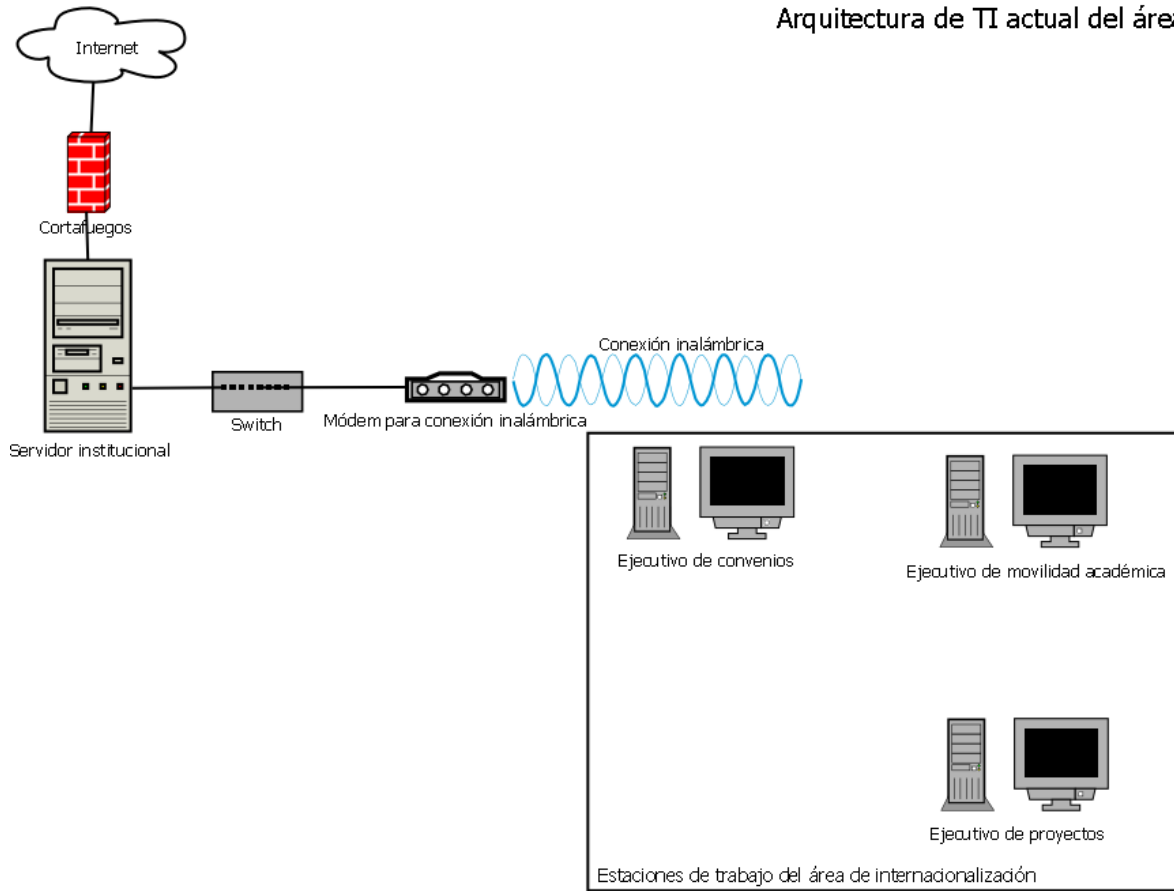 Arquitectura de TI actual del área
Internet
Cortafuegos
Conexión inalámbrica
Switch
Módem para conexión inalámbrica
Servidor institucional
Ejecutivo de convenios
Ejecutivo de movilidad académica
Ejecutivo de proyectos
Estaciones de trabajo del área de internacionalización